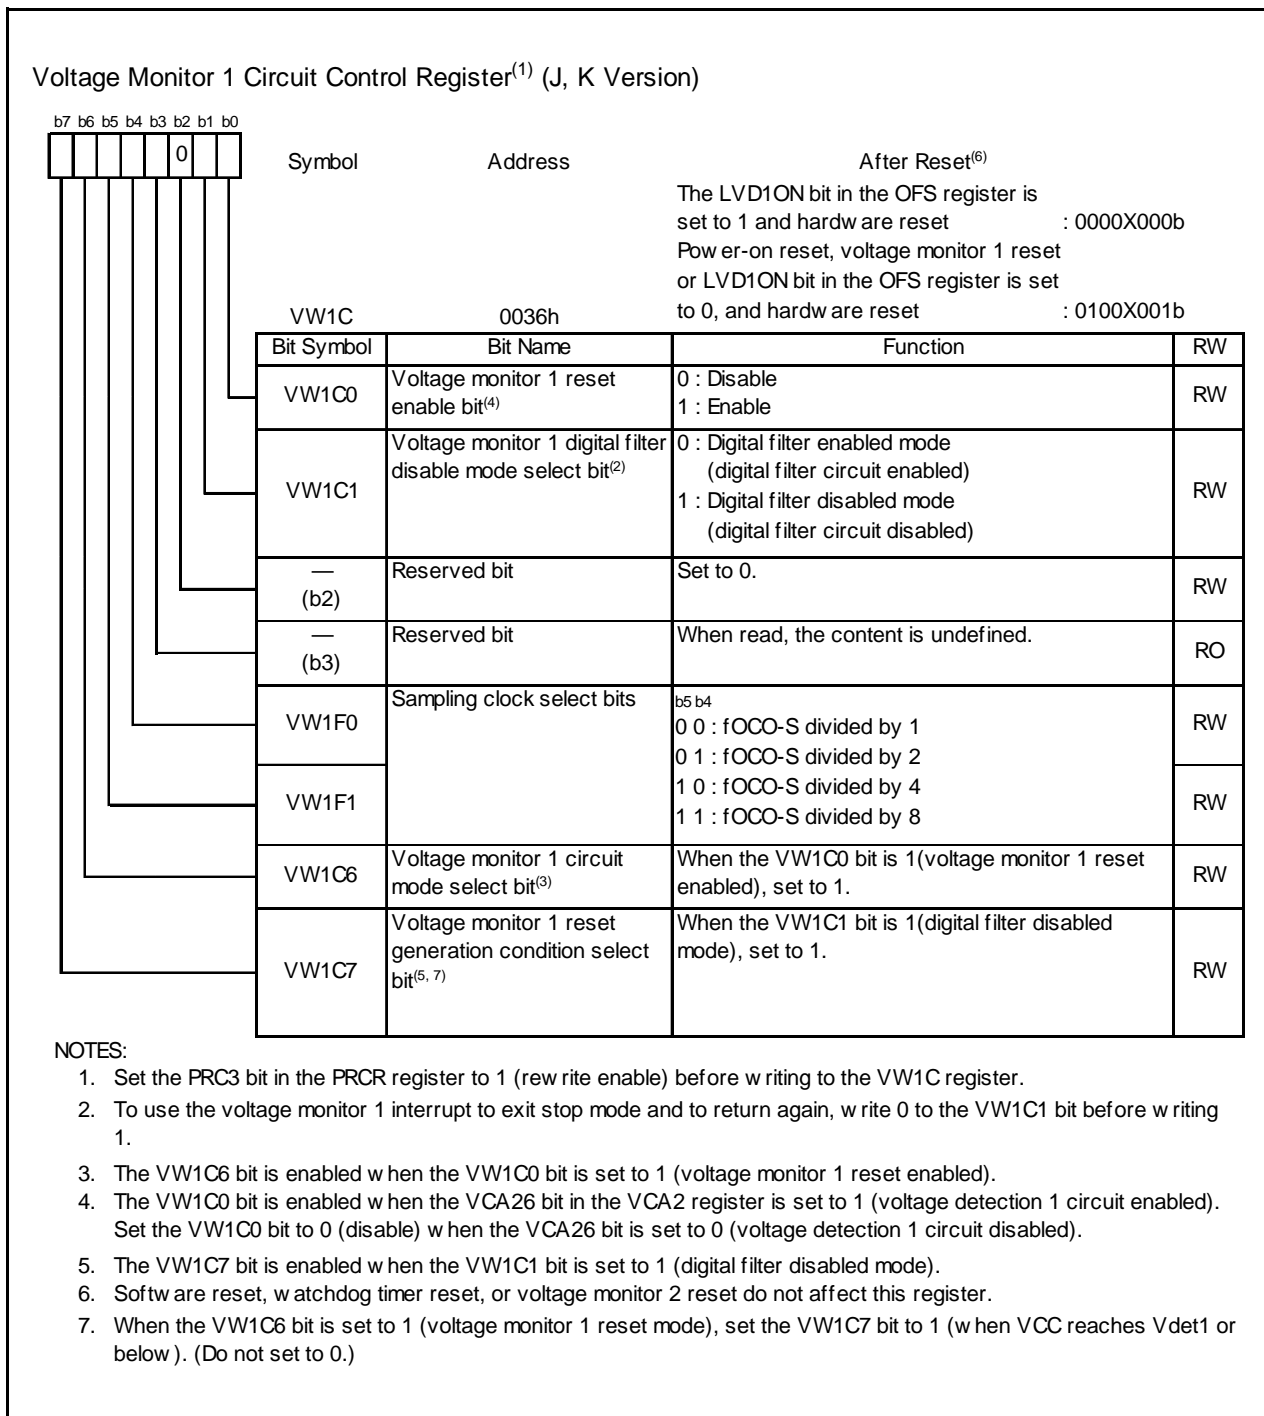 Voltage Monitor 1 Circuit Control Register(1) (J, K Version)
b7 b6 b5 b4 b3 b2 b1 b0
0
Symbol Address After Reset(6)
The LVD1ON bit in the OFS register is
set to 1 and hardware reset : 0000X000b
Power-on reset, voltage monitor 1 reset
or LVD1ON bit in the OFS register is set
VW1C 0036h to 0, and hardware reset : 0100X001b
Bit Symbol Bit Name Function RW
VW1C0 Voltage monitor 1 reset
enable bit(4)
0 : Disable
1 : Enable
RW
VW1C1
Voltage monitor 1 digital filter
disable mode select bit(2)
0 : Digital filter enabled mode
(digital filter circuit enabled)
1 : Digital filter disabled mode
(digital filter circuit disabled)
RW
—
(b2)
Reserved bit
Set to 0.
RW
—
(b3)
Reserved bit
When read, the content is undefined.
RO
VW1F0
Sampling clock select bits
b5 b4
0 0 : fOCO-S divided by 1
0 1 : fOCO-S divided by 2
1 0 : fOCO-S divided by 4
1 1 : fOCO-S divided by 8
RW
VW1F1
RW
VW1C6
Voltage monitor 1 circuit
mode select bit(3)
When the VW1C0 bit is 1(voltage monitor 1 reset
enabled), set to 1.
RW
VW1C7
Voltage monitor 1 reset
generation condition select
bit(5, 7)
When the VW1C1 bit is 1(digital filter disabled
mode), set to 1.
RW
NOTES:
1. Set the PRC3 bit in the PRCR register to 1 (rewrite enable) before writing to the VW1C register.
2. To use the voltage monitor 1 interrupt to exit stop mode and to return again, write 0 to the VW1C1 bit before writing
1.
3. The VW1C6 bit is enabled when the VW1C0 bit is set to 1 (voltage monitor 1 reset enabled).
4. The VW1C0 bit is enabled when the VCA26 bit in the VCA2 register is set to 1 (voltage detection 1 circuit enabled).
Set the VW1C0 bit to 0 (disable) when the VCA26 bit is set to 0 (voltage detection 1 circuit disabled).
5. The VW1C7 bit is enabled when the VW1C1 bit is set to 1 (digital filter disabled mode).
6. Software reset, watchdog timer reset, or voltage monitor 2 reset do not affect this register.
7. When the VW1C6 bit is set to 1 (voltage monitor 1 reset mode), set the VW1C7 bit to 1 (when VCC reaches Vdet1 or
below). (Do not set to 0.)